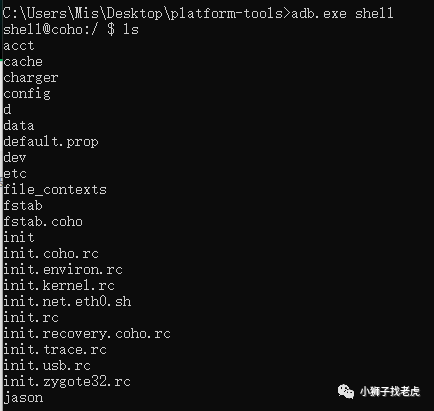 C:\Users\Mis\Desktop\platform-tools>adb.exe shell
shell@coho:/ $ ls
acct
cache
charger
config
d
data
default.prop
dev
etc
file_contexts
fstab
fstab.coho
init
init.coho.rc
init.environ.rc
init.kernel.rc
init.net.eth0.sh
init.rc
init.recovery.coho.rc
init.trace.rc
init.usb.rc
init.zygote32.rc
jason
小狮子找老虎